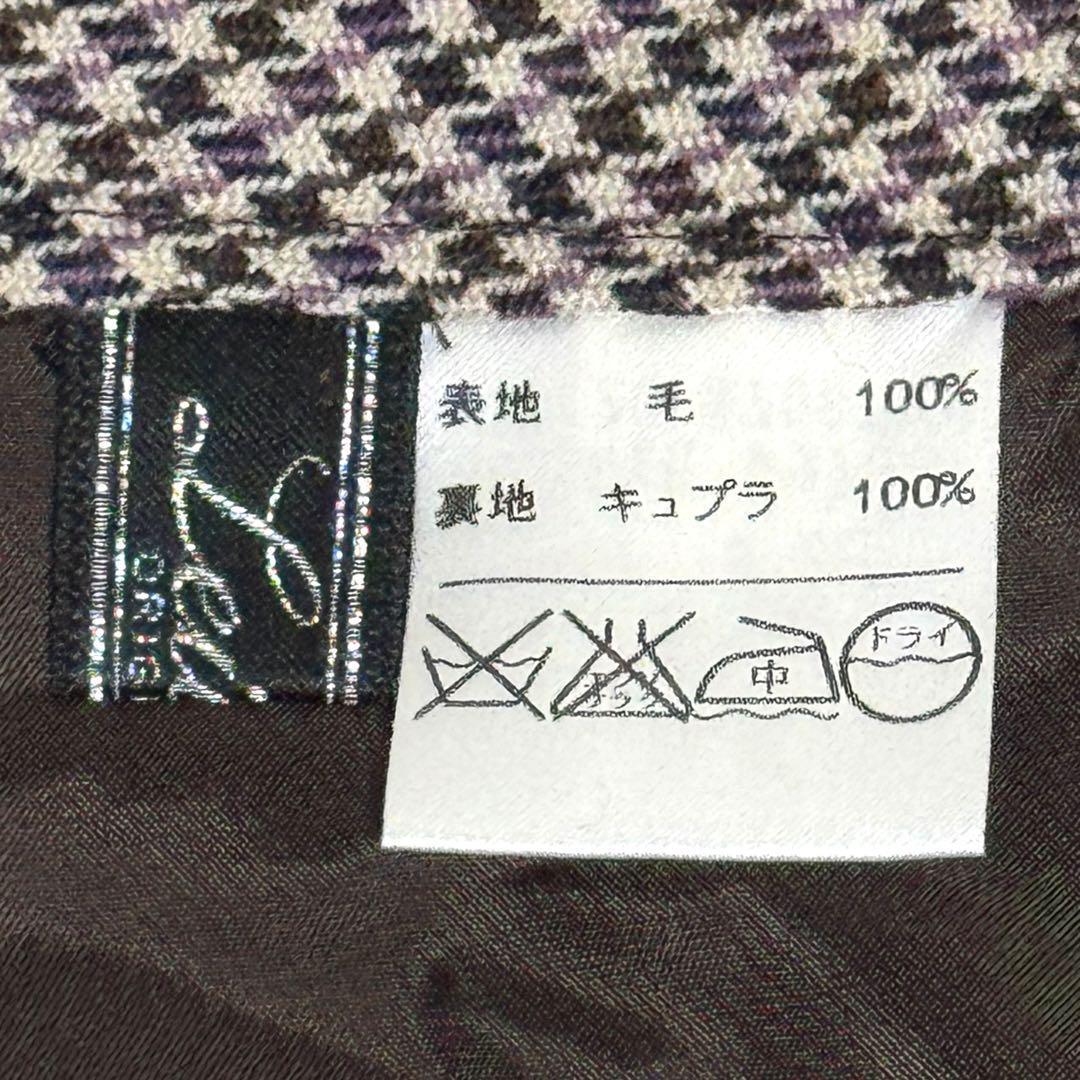 表地 毛 100%
裏地 キュプラ 100%
中
ドライ